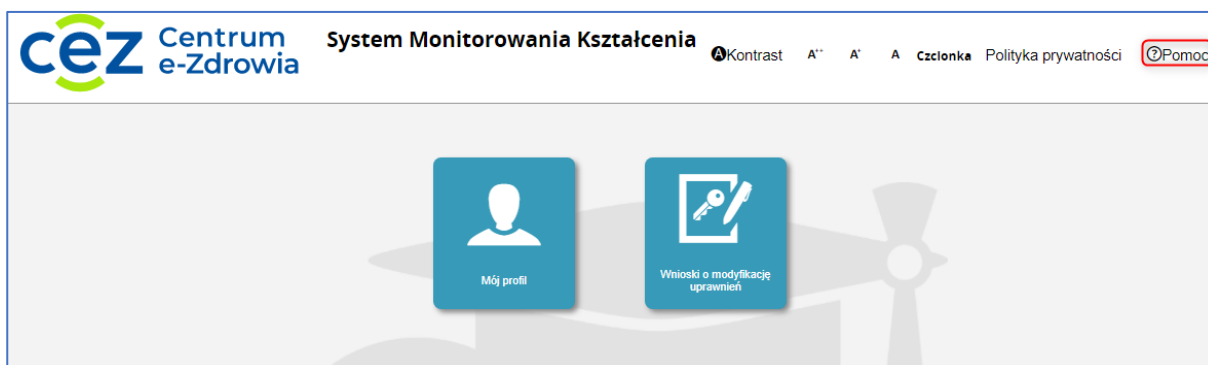 cez Centrum
e-Zdrowia
System Monitorowania Kształcenia
Kontrast A++ A+ A Czcionka Polityka prywatności Pomoc
Mój profil
Wnioski o modyfikację
uprawnień